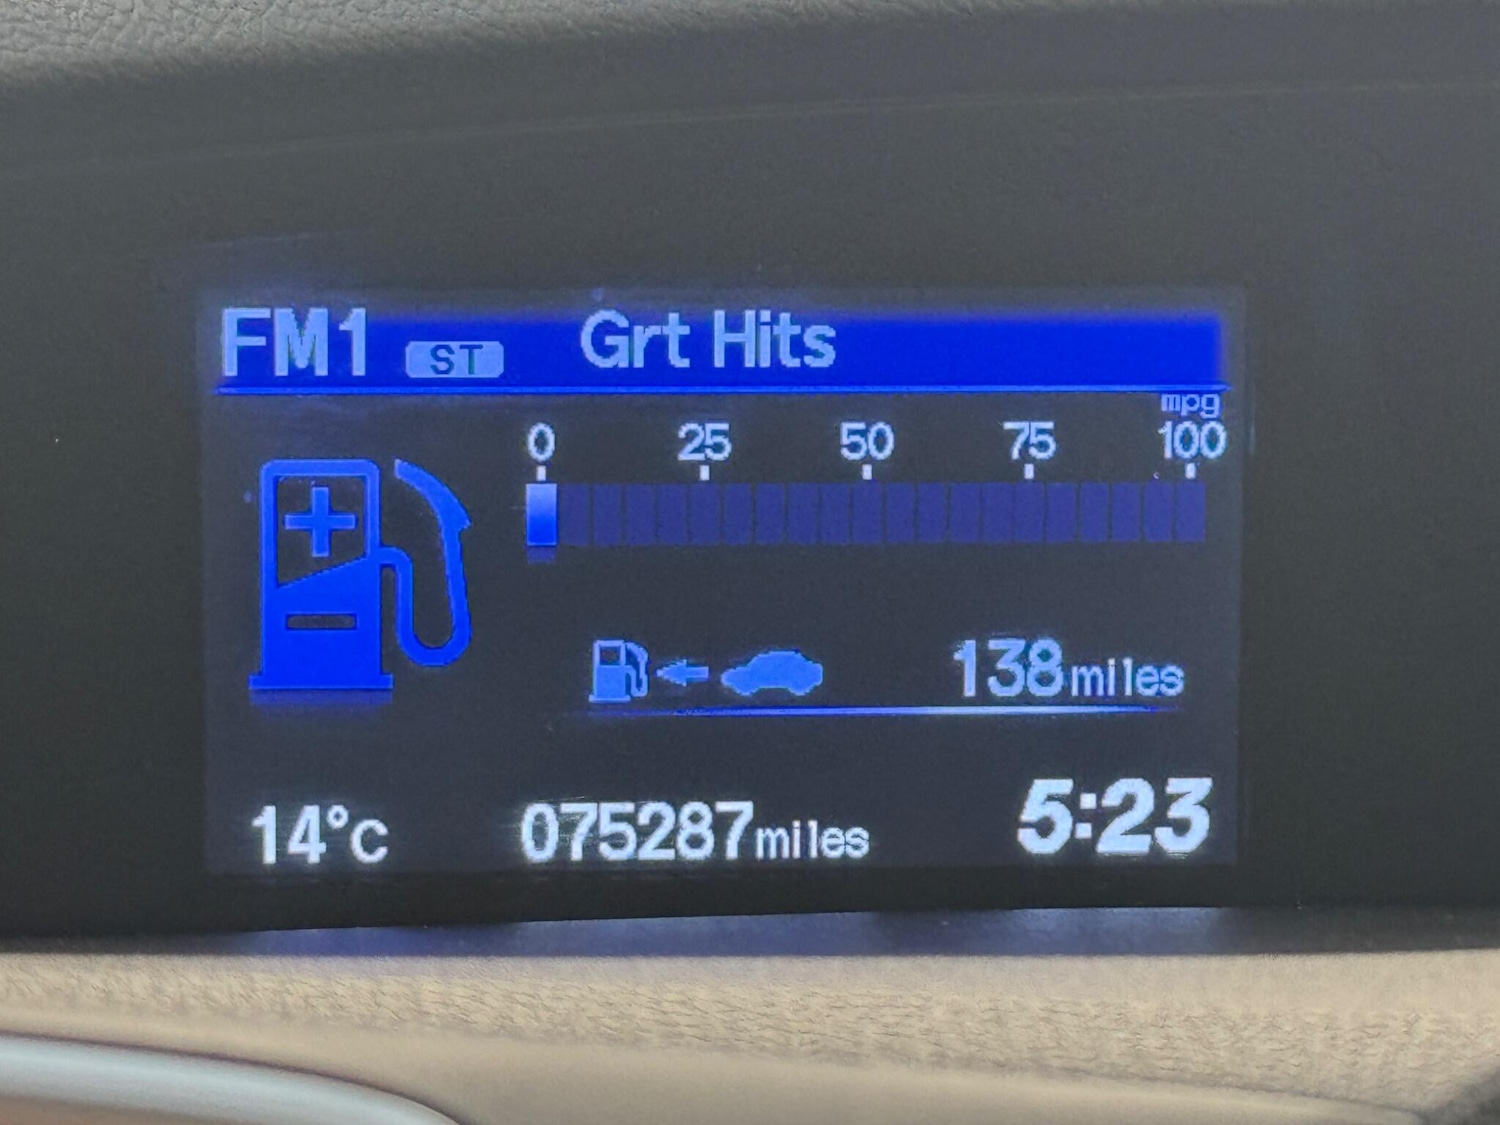 FM1 ST Grt Hits
mpg
0 25 50 75 100
138miles
14°C 075287miles 5:23